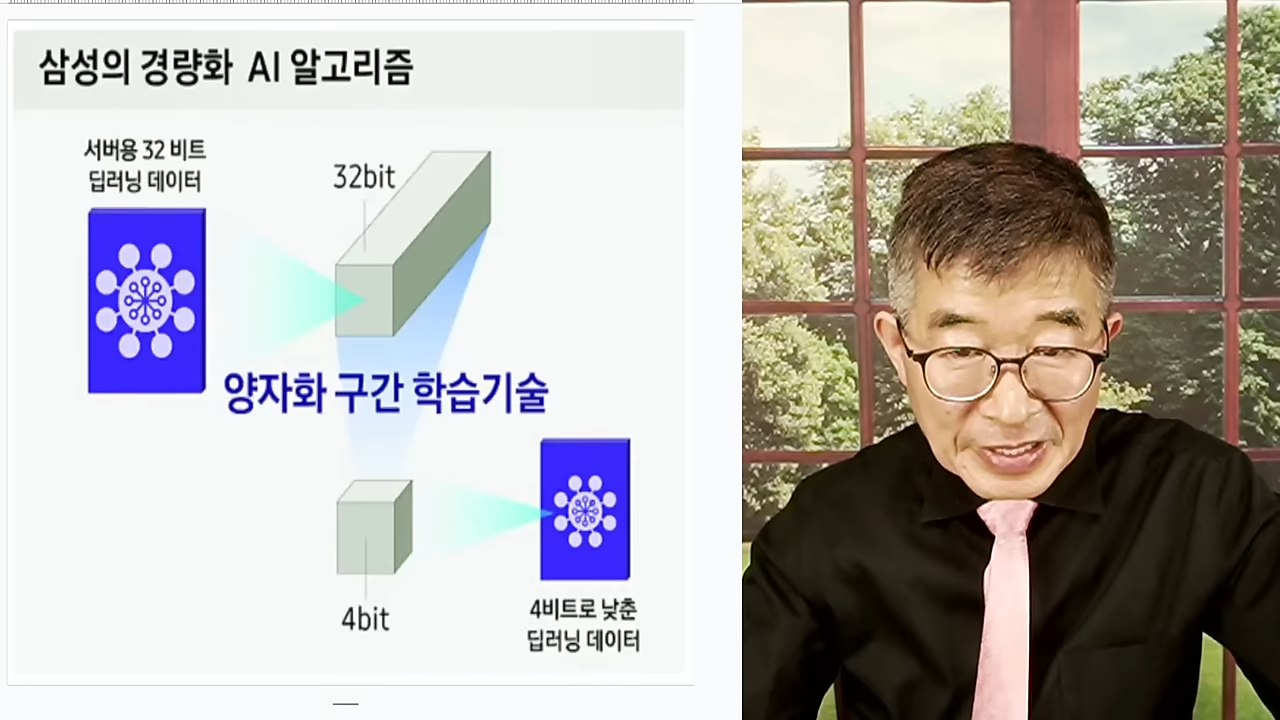 삼성의 경량화 AI 알고리즘
서버용 32 비트
딥러닝 데이터
32bit
양자화 구간 학습기술
4bit
4비트로 낮춘
딥러닝 데이터